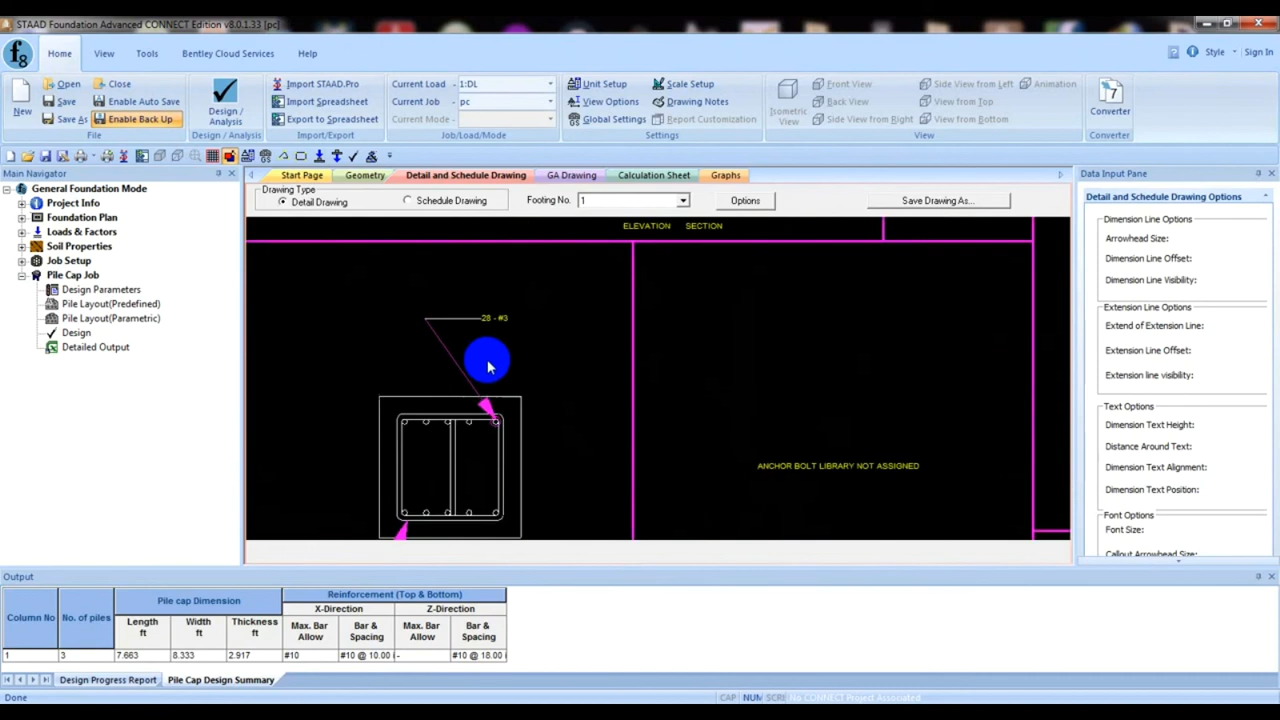 STAAD Foundation Advanced CONNECT Edition v8.0.1.33 [pc]
f8 Home View Tools Bentley Cloud Services Help Style Sign In
New Open Close
Save Enable Auto Save
Save As Enable Back Up
File
Design / Analysis
Design / Analysis
Import STAAD.Pro
Import Spreadsheet
Export to Spreadsheet
Import/Export
Current Load - 1:DL
Current Job - pc
Current Mode -
Job/Load/Mode
Unit Setup Scale Setup
View Options Drawing Notes
Global Settings Report Customization
Settings
Isometric View
Front View Side View from Left Animation
Back View View from Top
Side View from Right View from Bottom
View
7
Converter
Converter
Main Navigator
General Foundation Mode
Project Info
Foundation Plan
Loads & Factors
Soil Properties
Job Setup
Pile Cap Job
Design Parameters
Pile Layout(Predefined)
Pile Layout(Parametric)
Design
Detailed Output
Start Page Geometry Detail and Schedule Drawing GA Drawing Calculation Sheet Graphs
Drawing Type
Detail Drawing Schedule Drawing Footing No. 1 Options Save Drawing As...
ELEVATION SECTION
28 - #3
ANCHOR BOLT LIBRARY NOT ASSIGNED
Data Input Pane
Detail and Schedule Drawing Options
Dimension Line Options
Arrowhead Size:
Dimension Line Offset:
Dimension Line Visibility:
Extension Line Options
Extend of Extension Line:
Extension Line Offset:
Extension line visibility:
Text Options
Dimension Text Height:
Distance Around Text:
Dimension Text Alignment:
Dimension Text Position:
Font Options
Font Size:
Callout Arrowhead Size:
Output
Column No No. of piles Pile cap Dimension Reinforcement (Top & Bottom)
X-Direction Z-Direction
Length ft Width ft Thickness ft Max. Bar Allow Bar & Spacing Max. Bar Allow Bar & Spacing
1 3 7.663 8.333 2.917 #10 #10 @ 10.00 ( - #10 @ 18.00 (
Design Progress Report Pile Cap Design Summary
Done CAP NUM SCRL No CONNECT Project Associated